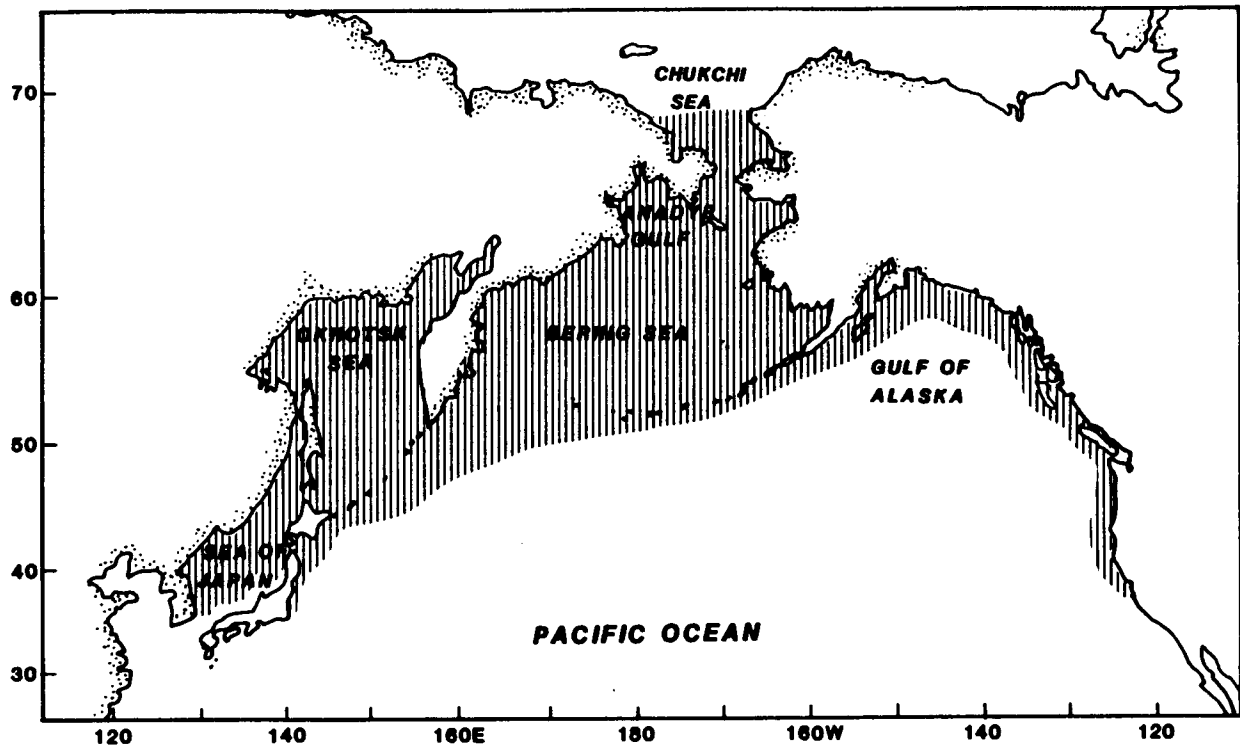 70
60
50
40
30
CHUKCHI
SEA
ANADYR
GULF
OKHOTSK
SEA
BERING SEA
GULF OF
ALASKA
SEA OF
JAPAN
PACIFIC OCEAN
120
140
160E
180
160W
140
120